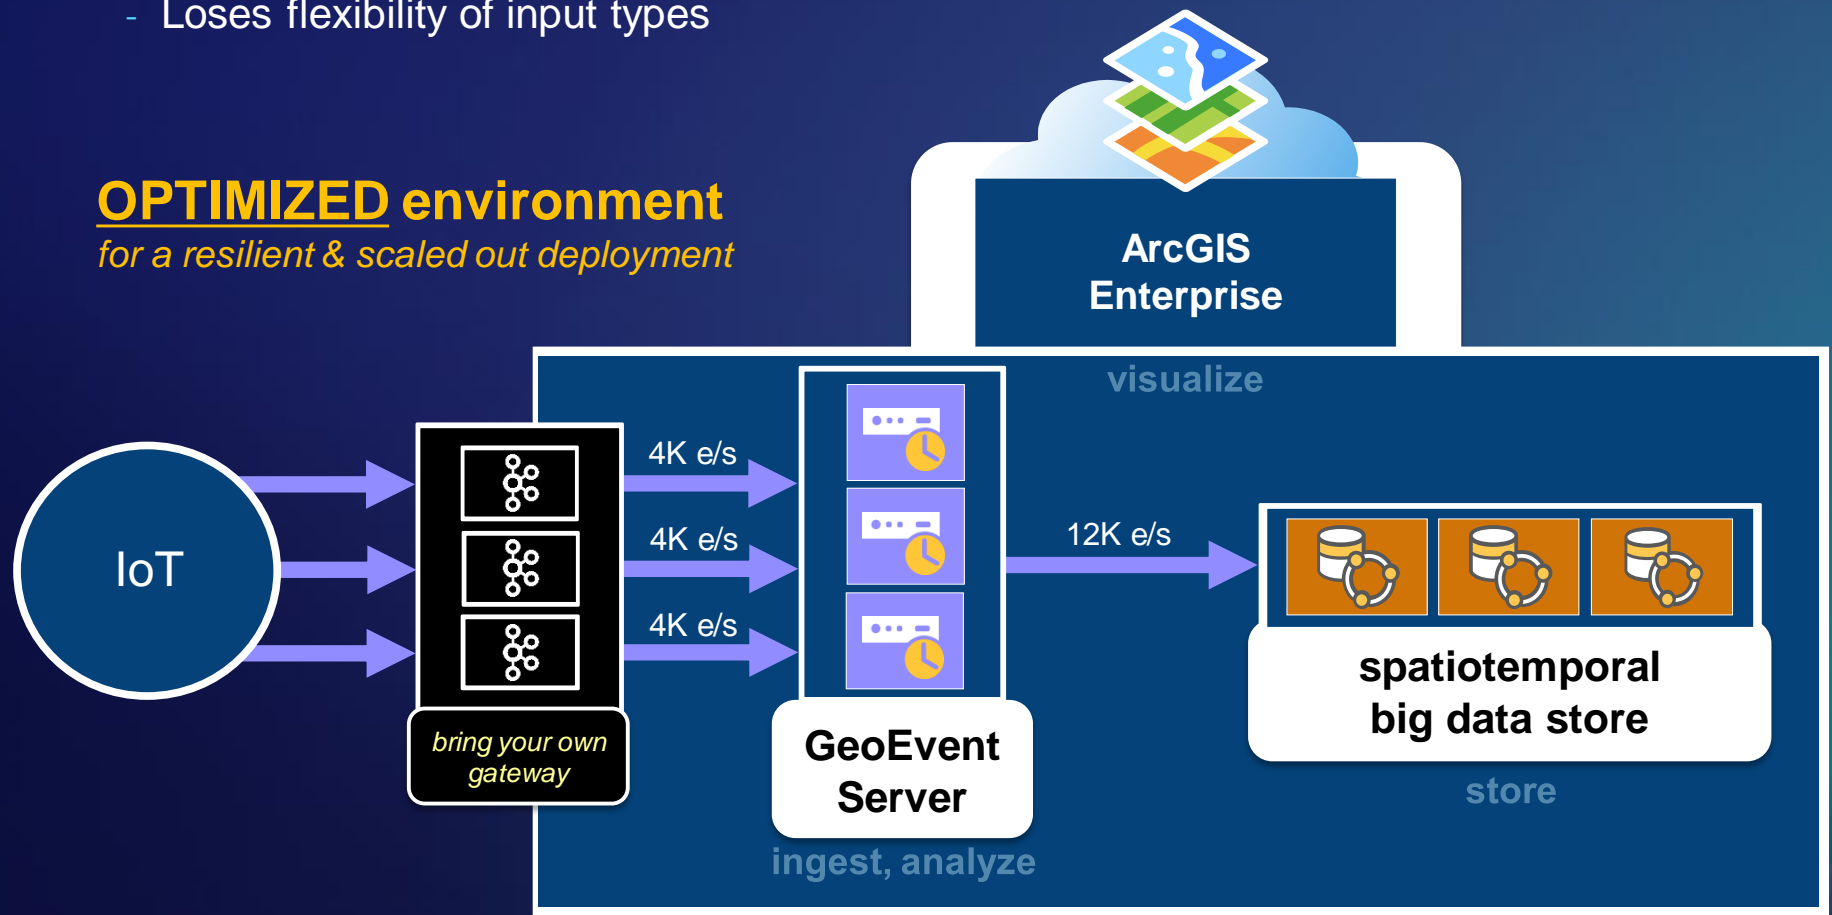 - Loses flexibility of input types
OPTIMIZED environment
for a resilient & scaled out deployment
ArcGIS
Enterprise
visualize
IoT
4K e/s
4K e/s
4K e/s
12K e/s
bring your own
gateway
GeoEvent
Server
ingest, analyze
spatiotemporal
big data store
store